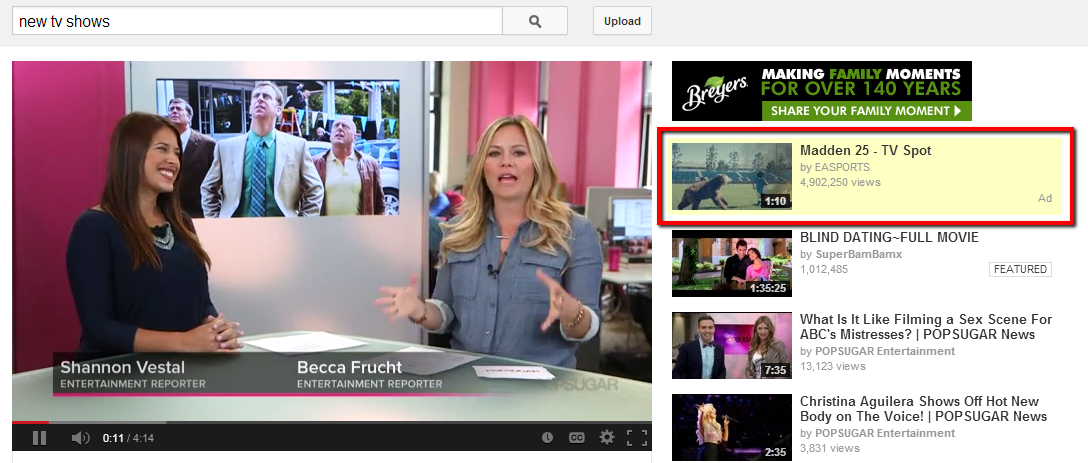 new tv shows
Upload
Shannon Vestal
ENTERTAINMENT REPORTER
Becca Frucht
ENTERTAINMENT REPORTER
POPSUGAR
0:11 / 4:14
CC
Breyers
MAKING FAMILY MOMENTS
FOR OVER 140 YEARS
SHARE YOUR FAMILY MOMENT
Madden 25 - TV Spot
by EASPORTS
4,902,250 views
Ad
1:10
BLIND DATING~FULL MOVIE
by SuperBamBamx
1,012,485
FEATURED
1:35:25
What Is It Like Filming a Sex Scene For
ABC's Mistresses? | POPSUGAR News
by POPSUGAR Entertainment
13,123 views
7:35
Christina Aguilera Shows Off Hot New
Body on The Voice! | POPSUGAR News
by POPSUGAR Entertainment
3,831 views
2:35